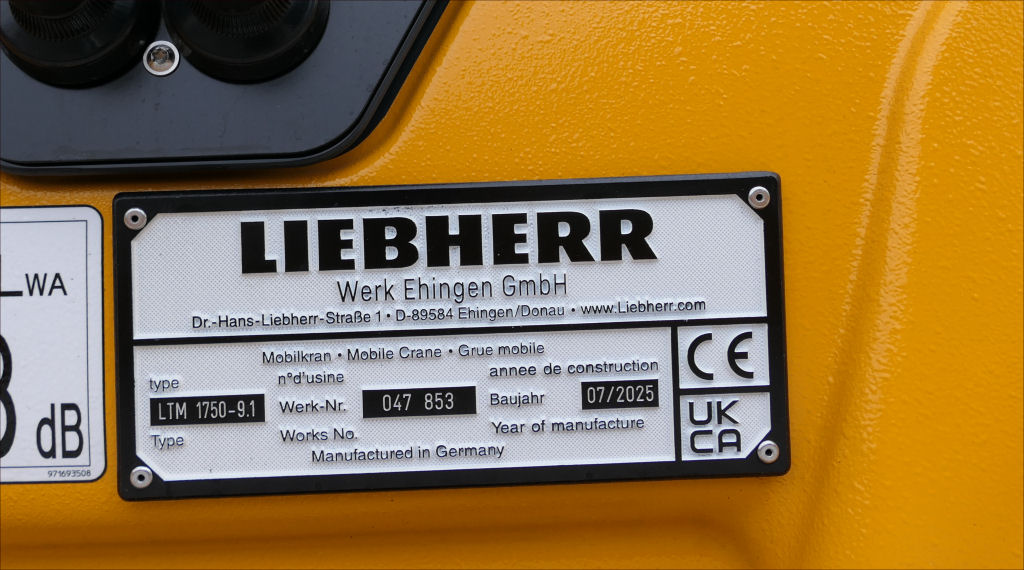 LIEBHERR
Werk Ehingen GmbH
Dr.-Hans-Liebherr-Straße 1 • D-89584 Ehingen/Donau • www.Liebherr.com
Mobilkran • Mobile Crane • Grue mobile
type
LTM 1750-9.1
Type
n°d'usine
Werk-Nr. 047 853
Works No.
annee de construction
Baujahr 07/2025
Year of manufacture
Manufactured in Germany
CE
UK
CA
WA
dB
971693508